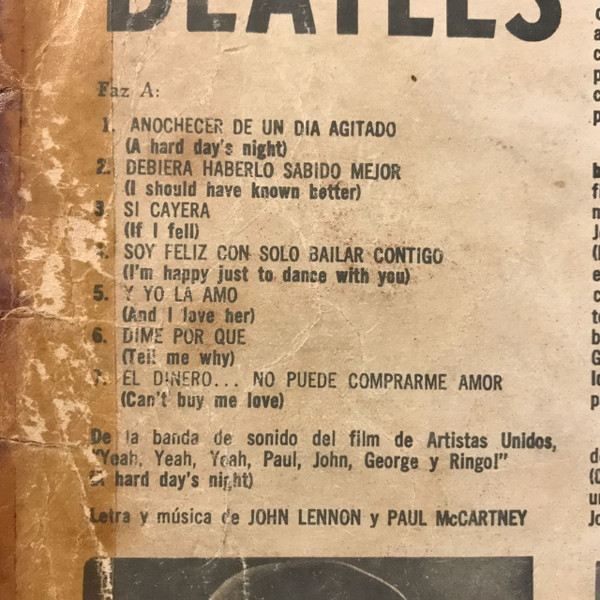 BEATLES
Faz A:
1. ANOCHECER DE UN DIA AGITADO
(A hard day's night)
2. DEBIERA HABERLO SABIDO MEJOR
(I should have known better)
3. SI CAYERA
(If I fell)
4. SOY FELIZ CON SOLO BAILAR CONTIGO
(I'm happy just to dance with you)
5. Y YO LA AMO
(And I love her)
6. DIME POR QUE
(Tell me why)
7. EL DINERO... NO PUEDE COMPRARME AMOR
(Can't buy me love)
De la banda de sonido del film de Artistas Unidos,
"Yeah, Yeah, Yeah, Paul, John, George y Ringo!"
(A hard day's night)
Letra y música de JOHN LENNON y PAUL McCARTNEY